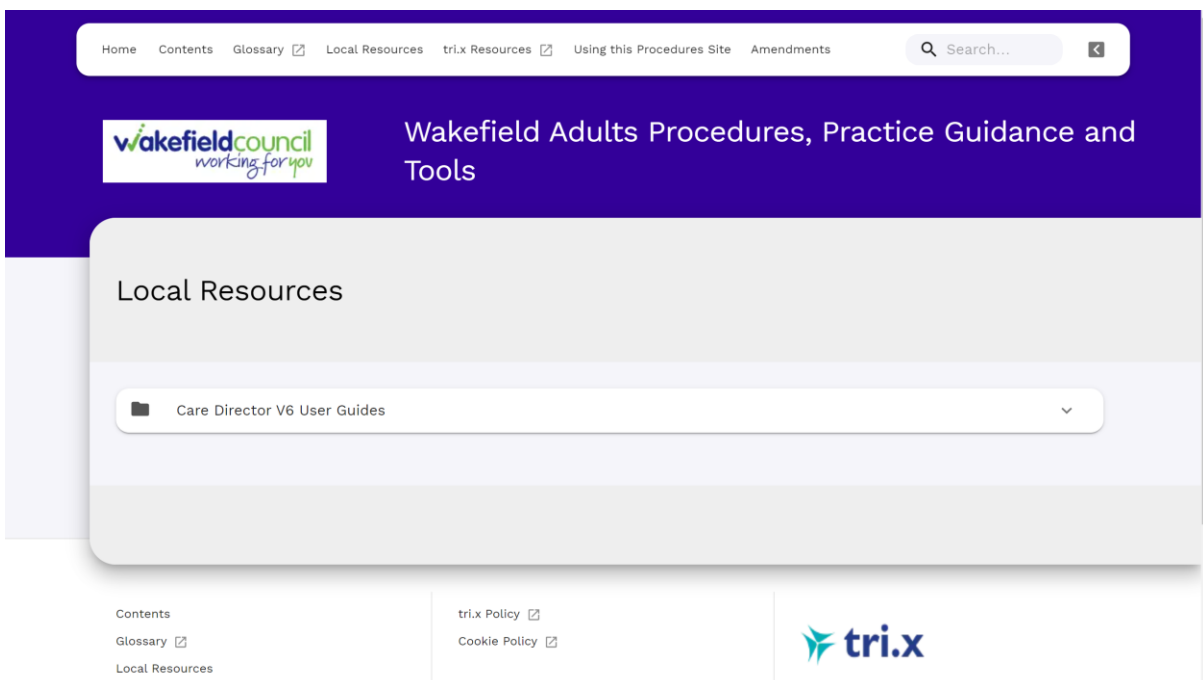 Home Contents Glossary Local Resources tri.x Resources Using this Procedures Site Amendments Search...
wakefieldcouncil
working for you
Wakefield Adults Procedures, Practice Guidance and
Tools
Local Resources
Care Director V6 User Guides
Contents
Glossary
Local Resources
tri.x Policy
Cookie Policy
tri.x